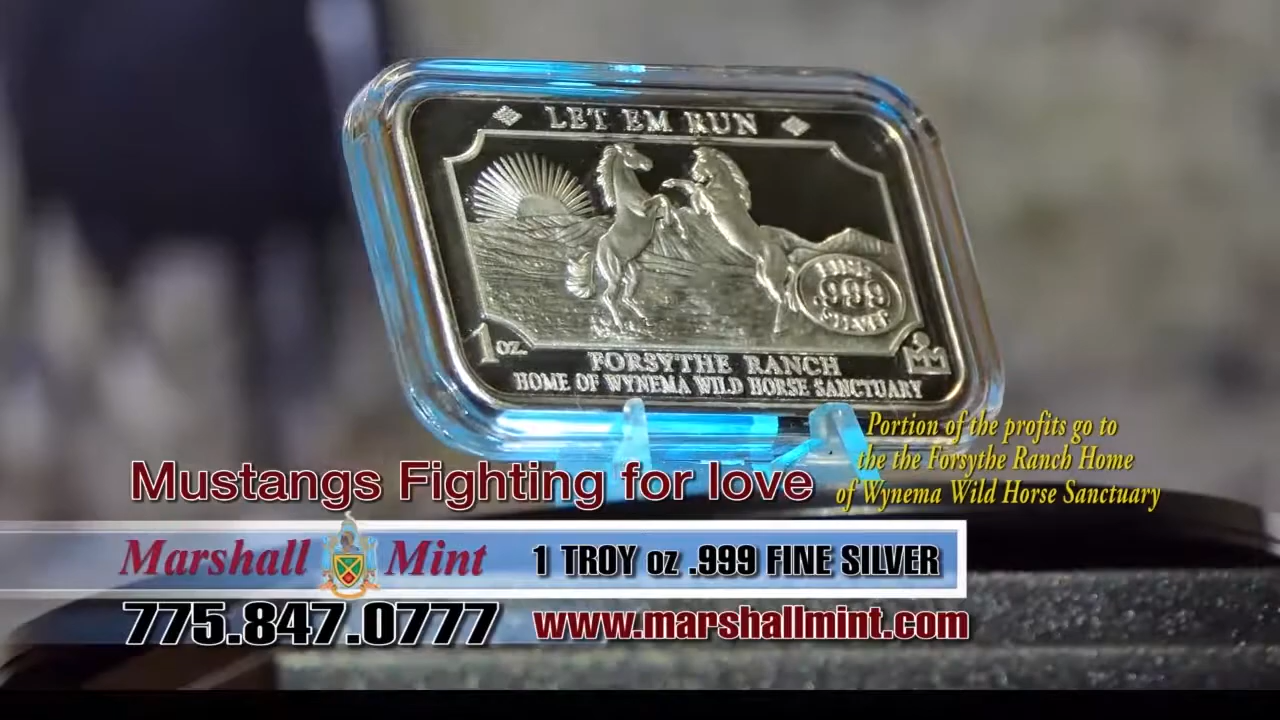 LET EM RUN
FINE
.999
SILVER
1 oz.
FORSYTHE RANCH
HOME OF WYNEMA WILD HORSE SANCTUARY
Portion of the profits go to
the the Forsythe Ranch Home
of Wynema Wild Horse Sanctuary
Mustangs Fighting for love
Marshall Mint
1 TROY oz .999 FINE SILVER
775.847.0777
www.marshallmint.com